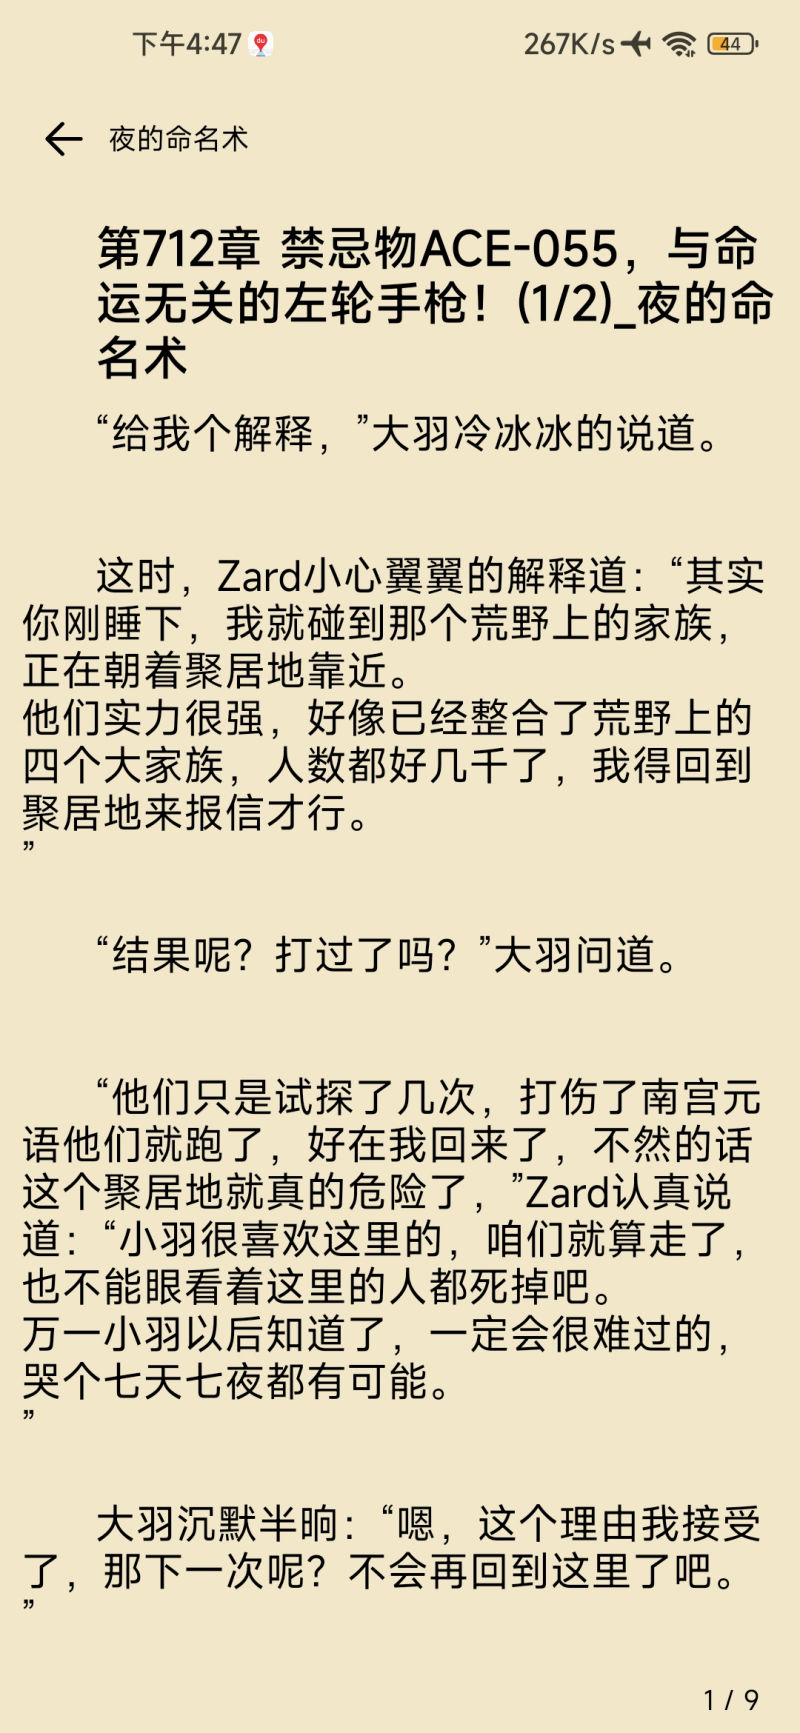 下午4:47
267K/s
44
夜的命名术
第712章 禁忌物ACE-055，与命
运无关的左轮手枪！(1/2)_夜的命
名术
“给我个解释，”大羽冷冰冰的说道。
这时，Zard小心翼翼的解释道：“其实
你刚睡下，我就碰到那个荒野上的家族，
正在朝着聚居地靠近。
他们实力很强，好像已经整合了荒野上的
四个大家族，人数都好几千了，我得回到
聚居地来报信才行。
”
“结果呢？打过了吗？”大羽问道。
“他们只是试探了几次，打伤了南宫元
语他们就跑了，好在我回来了，不然的话
这个聚居地就真的危险了，”Zard认真说
道：“小羽很喜欢这里的，咱们就算走了，
也不能眼看着这里的人都死掉吧。
万一小羽以后知道了，一定会很难过的，
哭个七天七夜都有可能。
”
大羽沉默半晌：“嗯，这个理由我接受
了，那下一次呢？不会再回到这里了吧。
”
1 / 9